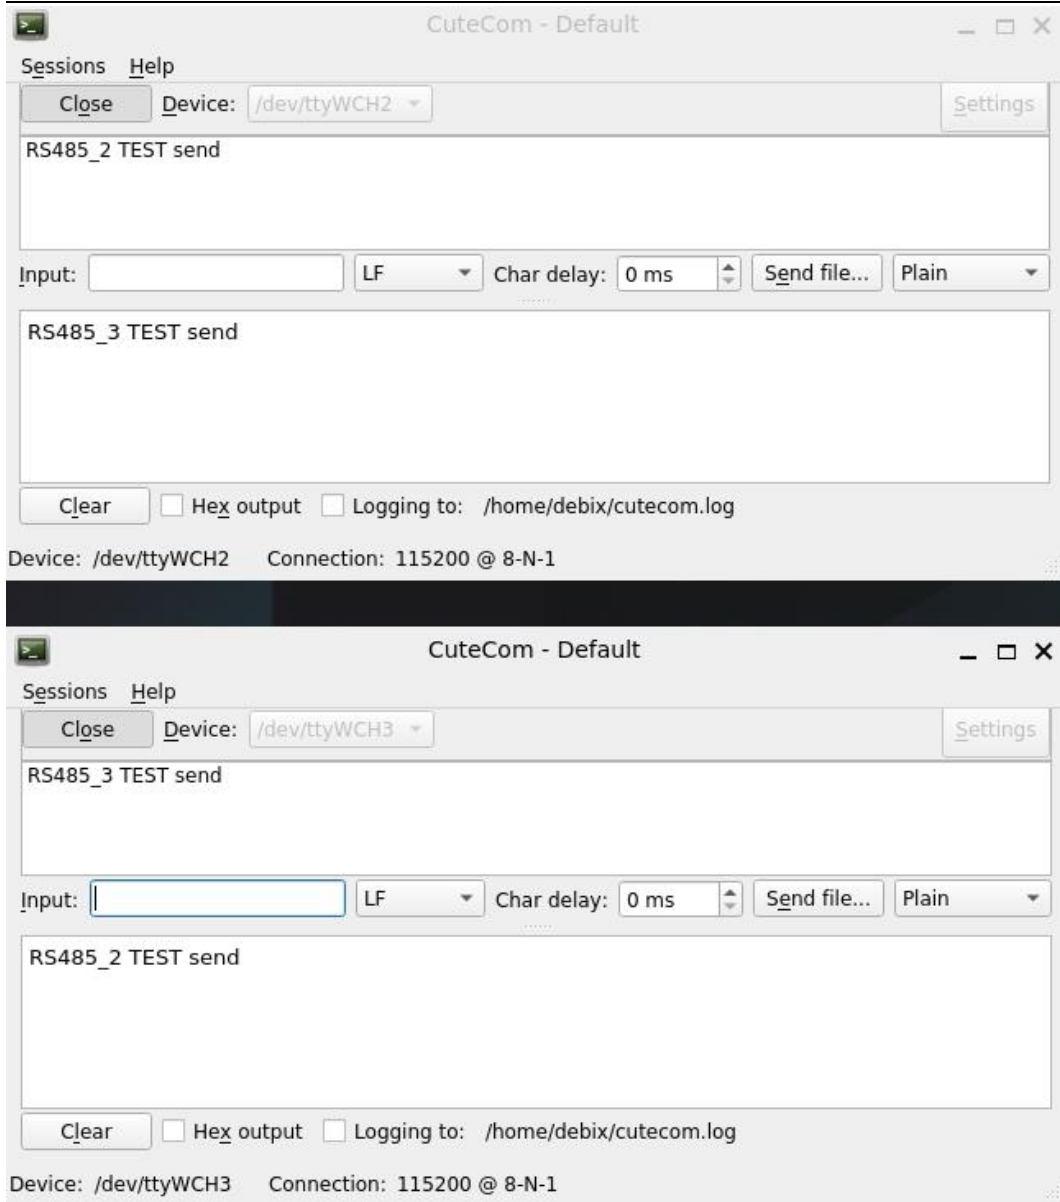 CuteCom - Default
Sessions Help
Close Device: /dev/ttyWCH2 Settings
RS485_2 TEST send
Input: LF Char delay: 0 ms Send file... Plain
RS485_3 TEST send
Clear Hex output Logging to: /home/debix/cutecom.log
Device: /dev/ttyWCH2 Connection: 115200 @ 8-N-1
CuteCom - Default
Sessions Help
Close Device: /dev/ttyWCH3 Settings
RS485_3 TEST send
Input: LF Char delay: 0 ms Send file... Plain
RS485_2 TEST send
Clear Hex output Logging to: /home/debix/cutecom.log
Device: /dev/ttyWCH3 Connection: 115200 @ 8-N-1